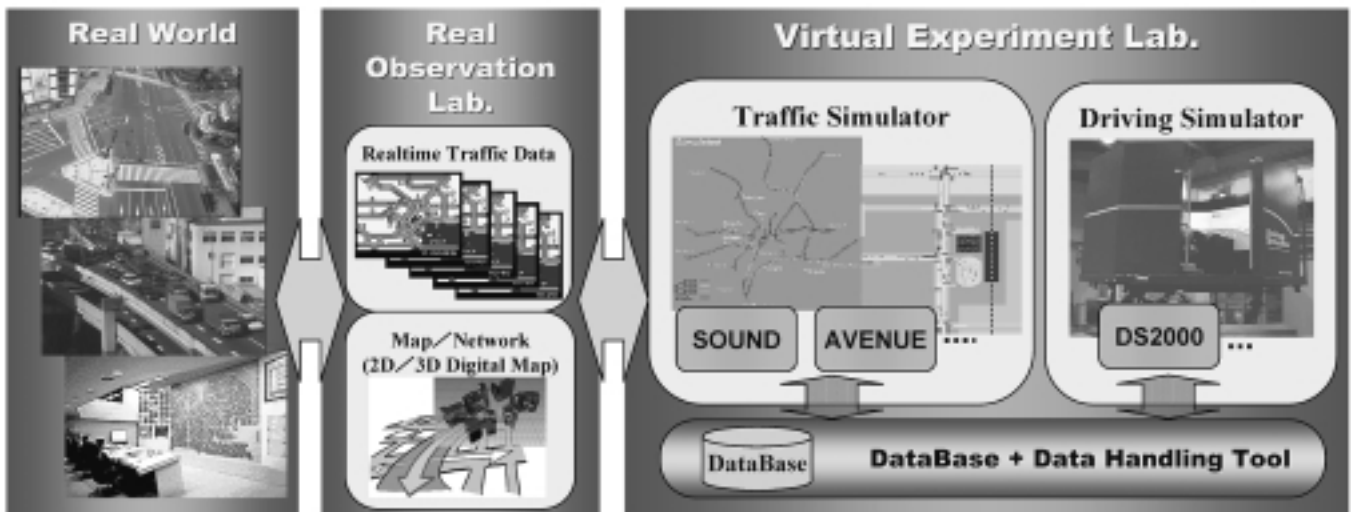 Real World
Real
Observation
Lab.
Realtime Traffic Data
Map／Network
(2D／3D Digital Map)
Virtual Experiment Lab.
Traffic Simulator
SOUND
AVENUE
....
Driving Simulator
DS2000
...
DataBase
DataBase + Data Handling Tool